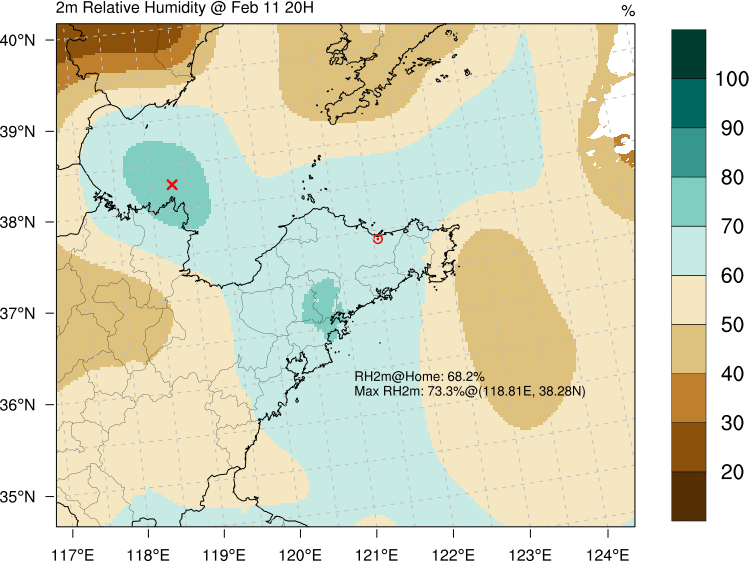 2m Relative Humidity @ Feb 11 20H
%
40°N
39°N
38°N
37°N
36°N
35°N
117°E
118°E
119°E
120°E
121°E
122°E
123°E
124°E
RH2m@Home: 68.2%
Max RH2m: 73.3%@(118.81E, 38.28N)
100
90
80
70
60
50
40
30
20